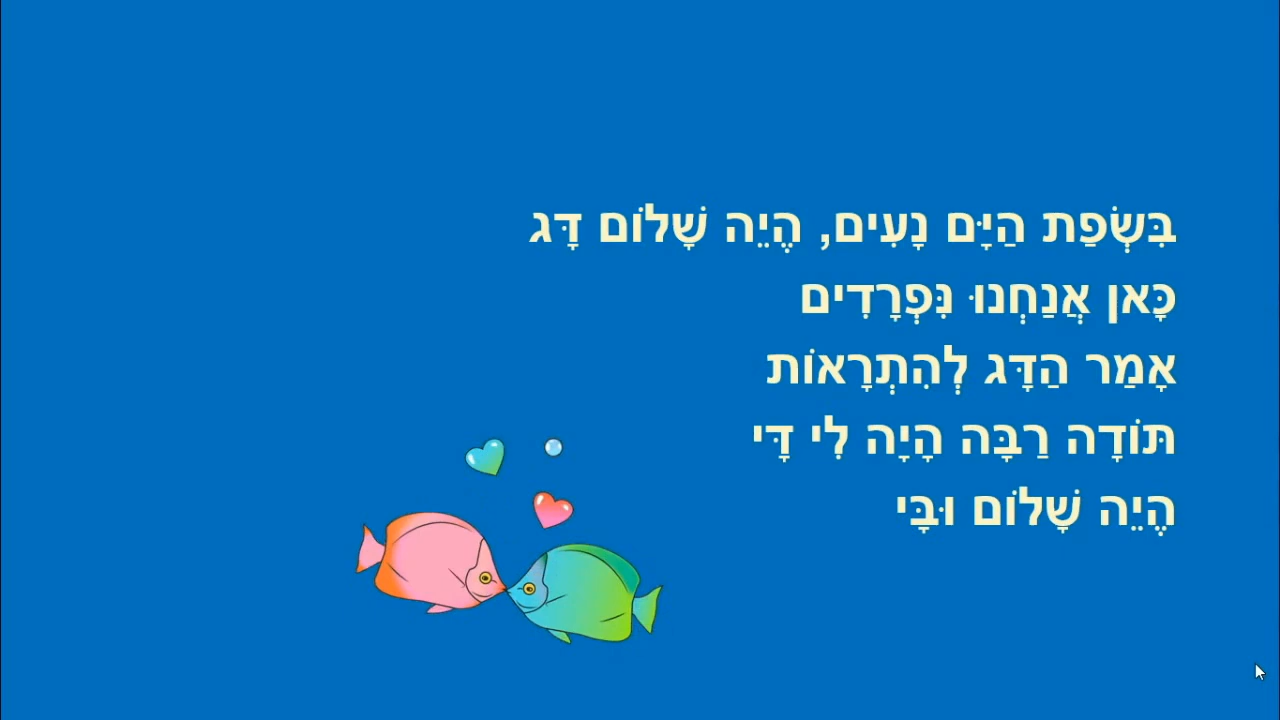 בִּשְׂפַת הַיָּם נָעִים, הֱיֵה שָׁלוֹם דָּג
כָּאן אֲנַחְנוּ נִּפְרָדִים
אָמַר הַדָּג לְהִתְרָאוֹת
תּוֹדָה רַבָּה הָיָה לִי דָּי
הֱיֵה שָׁלוֹם וּבָּי